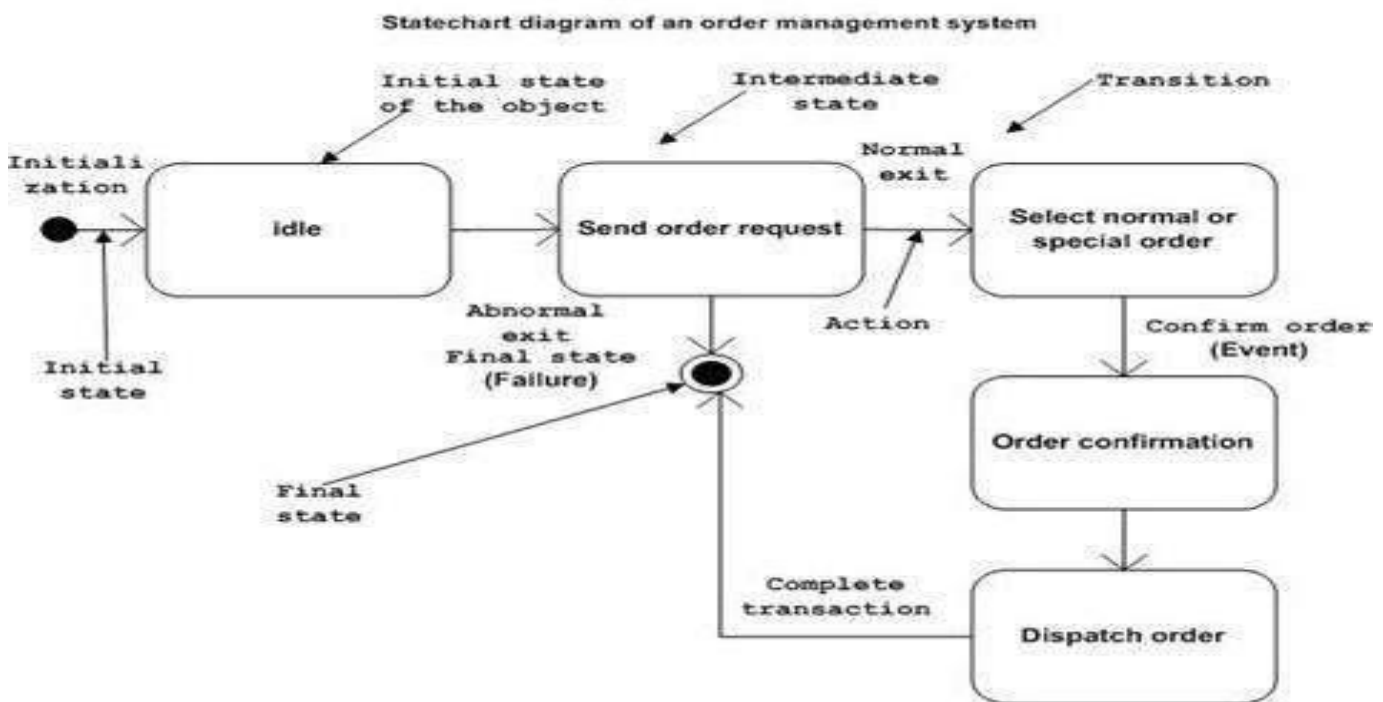 Statechart diagram of an order management system
Initial state
of the object
Intermediate
state
Transition
Initiali
zation
Normal
exit
idle
Send order request
Select normal or
special order
Initial
state
Abnormal
exit
Final state
(Failure)
Action
Confirm order
(Event)
Order confirmation
Final
state
Complete
transaction
Dispatch order